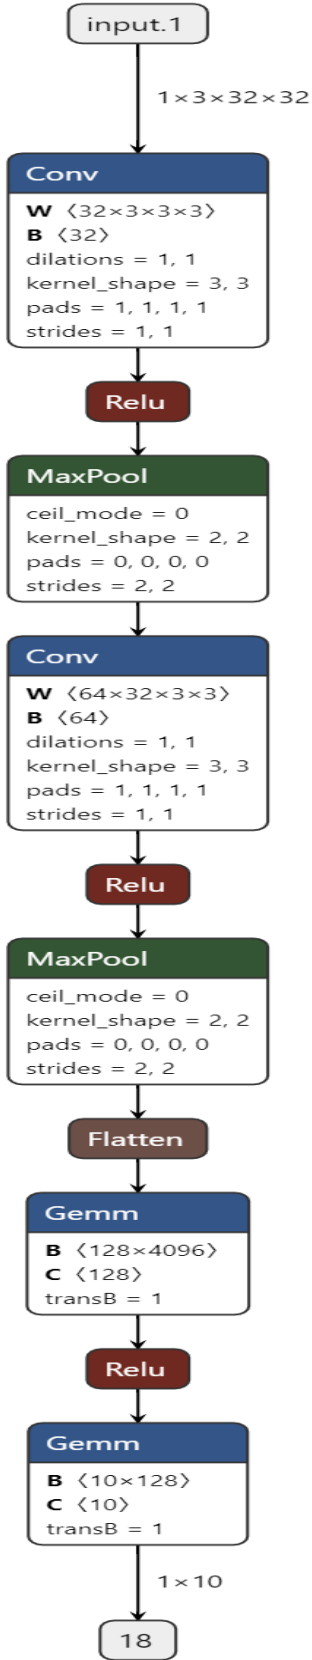 input.1
1×3×32×32
Conv
W ⟨32×3×3×3⟩
B ⟨32⟩
dilations = 1, 1
kernel_shape = 3, 3
pads = 1, 1, 1, 1
strides = 1, 1
Relu
MaxPool
ceil_mode = 0
kernel_shape = 2, 2
pads = 0, 0, 0, 0
strides = 2, 2
Conv
W ⟨64×32×3×3⟩
B ⟨64⟩
dilations = 1, 1
kernel_shape = 3, 3
pads = 1, 1, 1, 1
strides = 1, 1
Relu
MaxPool
ceil_mode = 0
kernel_shape = 2, 2
pads = 0, 0, 0, 0
strides = 2, 2
Flatten
Gemm
B ⟨128×4096⟩
C ⟨128⟩
transB = 1
Relu
Gemm
B ⟨10×128⟩
C ⟨10⟩
transB = 1
1×10
18